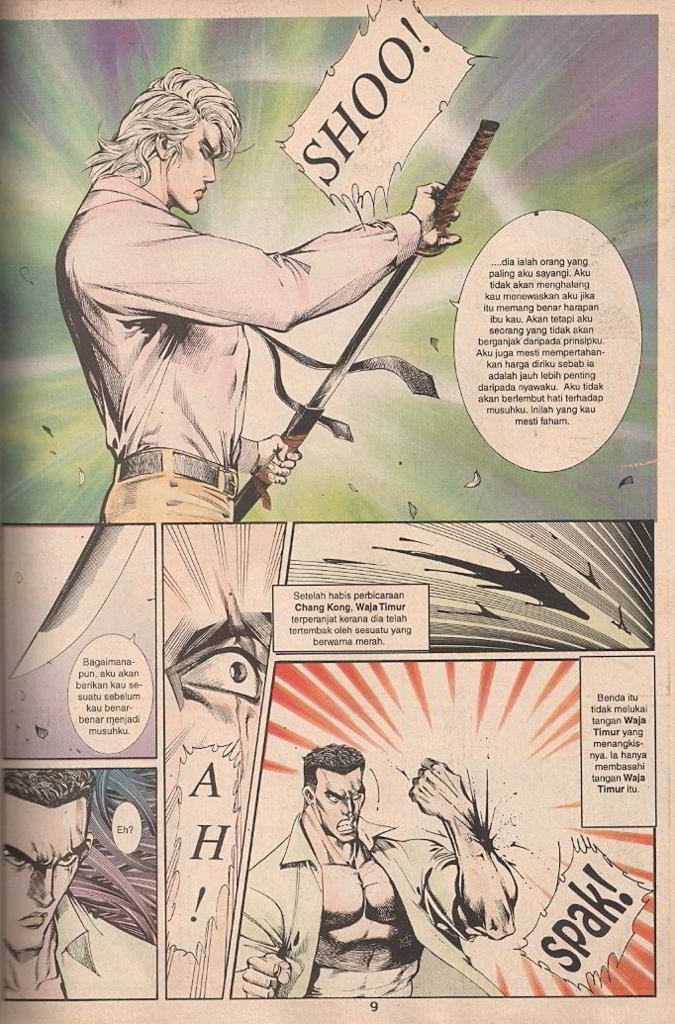 SHOO!
....dia ialah orang yang
paling aku sayangi. Aku
tidak akan menghalang
kau menewaskan aku jika
itu memang benar harapan
ibu kau. Akan tetapi aku
seorang yang tidak akan
berganjak daripada prinsipku.
Aku juga mesti mempertahan-
kan harga diriku sebab ia
adalah jauh lebih penting
daripada nyawaku. Aku tidak
akan berlembut hati terhadap
musuhku. Inilah yang kau
mesti faham.
Bagaimana-
pun, aku akan
berikan kau se-
suatu sebelum
kau benar-
benar menjadi
musuhku.
AH!
Setelah habis perbicaraan
Chang Kong, Waja Timur
terperanjat kerana dia telah
tertembak oleh sesuatu yang
berwarna merah.
Eh?
Benda itu
tidak melukai
tangan Waja
Timur yang
menangkis-
nya. Ia hanya
membasahi
tangan Waja
Timur itu.
SPAK!
9